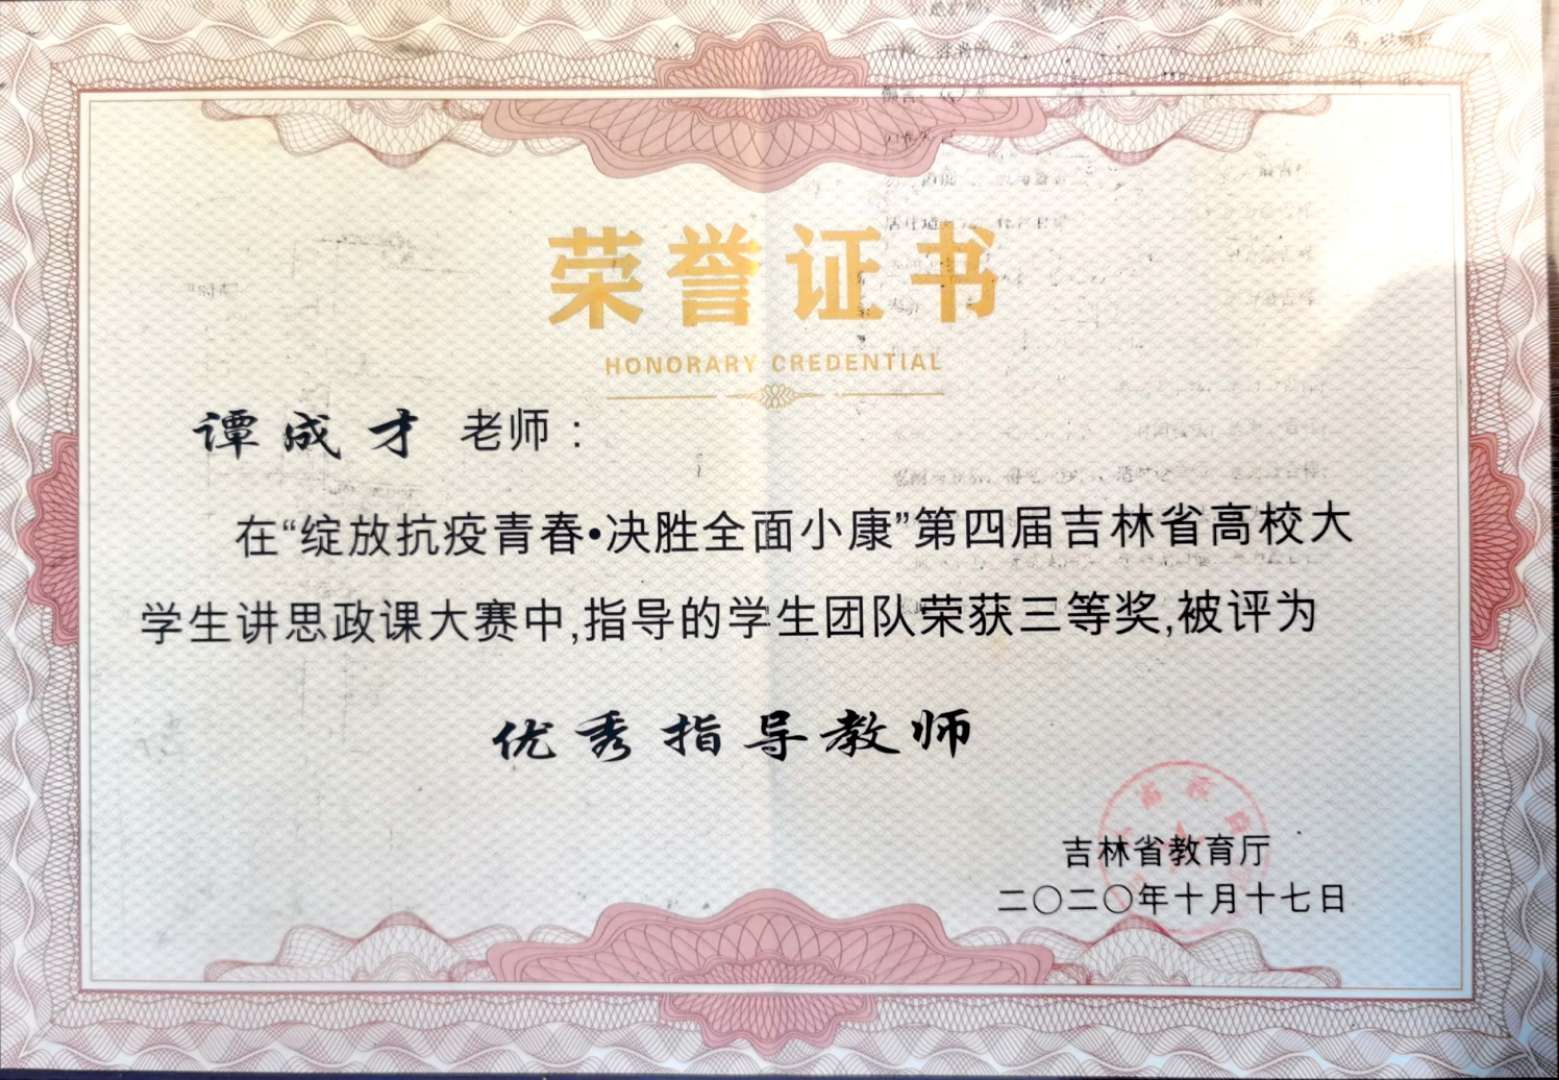 荣誉证书
HONORARY CREDENTIAL
谭成才 老师：
在“绽放抗疫青春•决胜全面小康”第四届吉林省高校大
学生讲思政课大赛中,指导的学生团队荣获三等奖,被评为
优秀指导教师
吉林省教育厅
二〇二〇年十月十七日